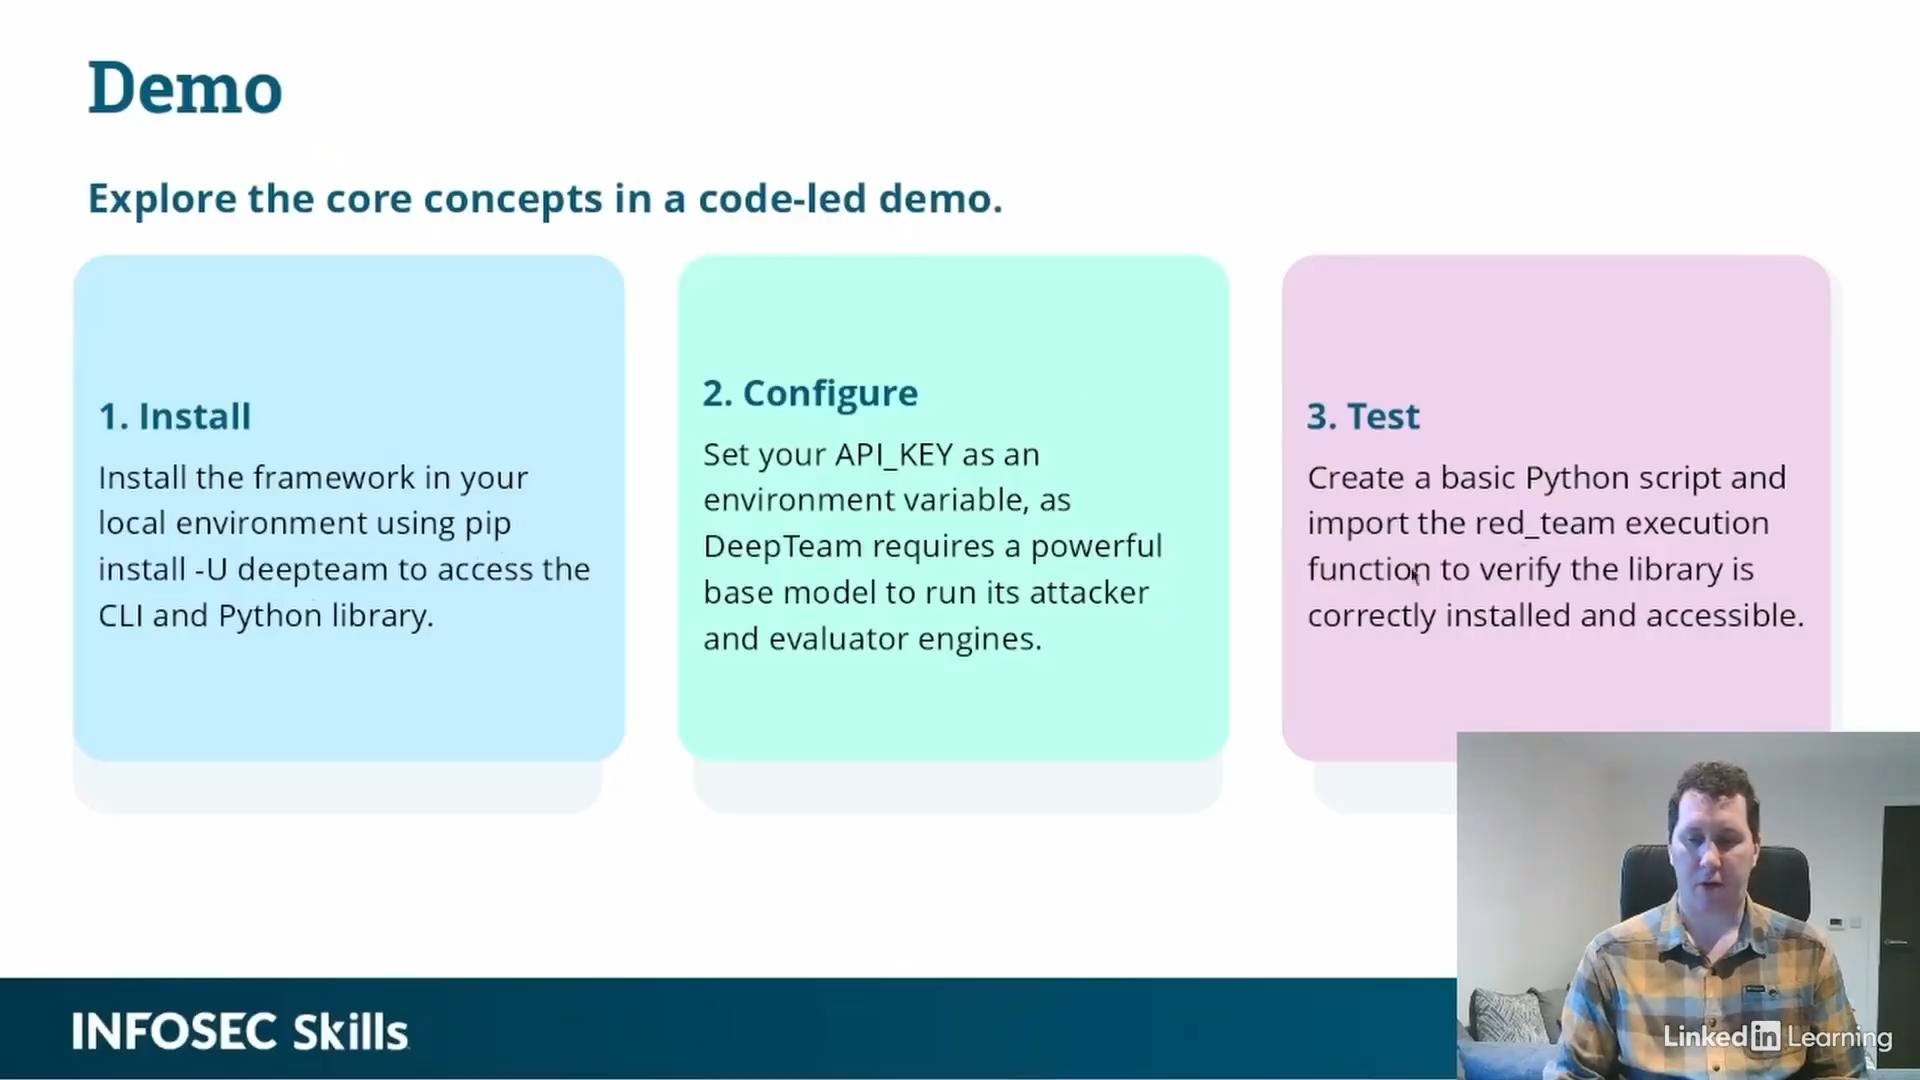 Demo
Explore the core concepts in a code-led demo.
1. Install
Install the framework in your
local environment using pip
install -U deepteam to access the
CLI and Python library.
2. Configure
Set your API_KEY as an
environment variable, as
DeepTeam requires a powerful
base model to run its attacker
and evaluator engines.
3. Test
Create a basic Python script and
import the red_team execution
function to verify the library is
correctly installed and accessible.
INFOSEC Skills
LinkedIn Learning